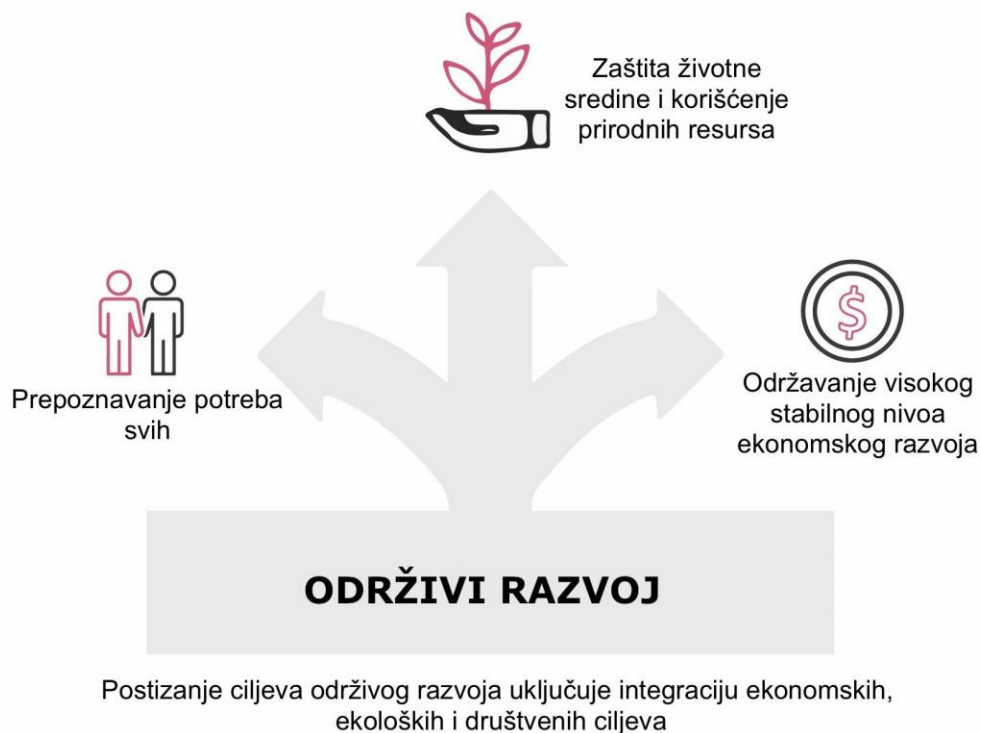 Zaštita životne
sredine i korišćenje
prirodnih resursa
Prepoznavanje potreba
svih
$
Održavanje visokog
stabilnog nivoa
ekonomskog razvoja
ODRŽIVI RAZVOJ
Postizanje ciljeva održivog razvoja uključuje integraciju ekonomskih,
ekoloških i društvenih ciljeva